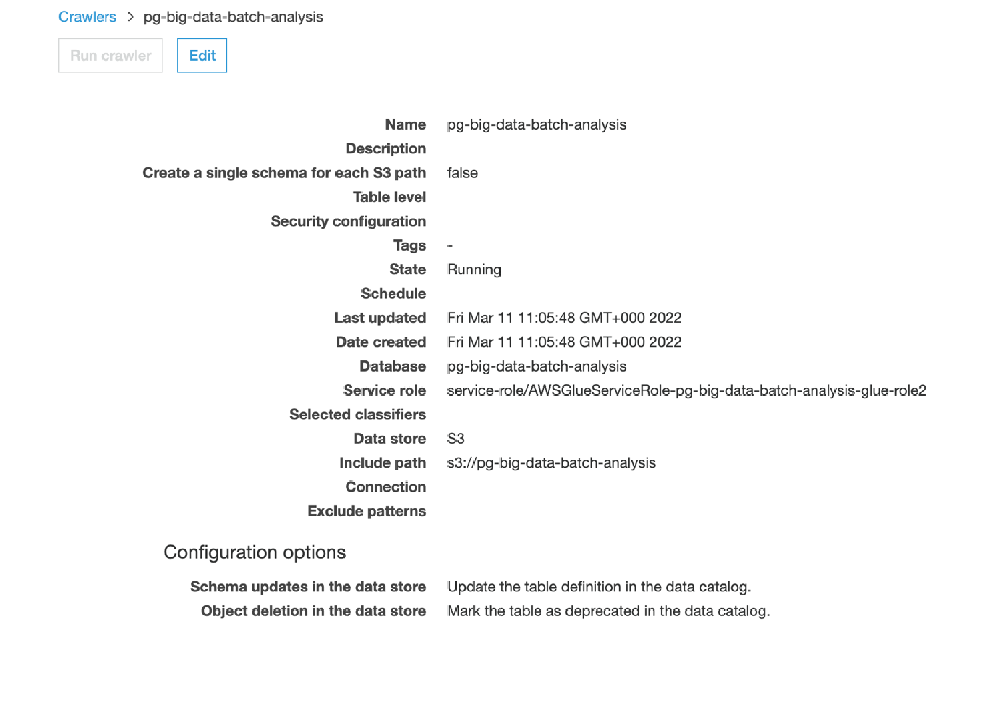 Crawlers > pg-big-data-batch-analysis
Run crawler Edit
Name pg-big-data-batch-analysis
Description
Create a single schema for each S3 path false
Table level
Security configuration
Tags -
State Running
Schedule
Last updated Fri Mar 11 11:05:48 GMT+000 2022
Date created Fri Mar 11 11:05:48 GMT+000 2022
Database pg-big-data-batch-analysis
Service role service-role/AWSGlueServiceRole-pg-big-data-batch-analysis-glue-role2
Selected classifiers
Data store S3
Include path s3://pg-big-data-batch-analysis
Connection
Exclude patterns
Configuration options
Schema updates in the data store Update the table definition in the data catalog.
Object deletion in the data store Mark the table as deprecated in the data catalog.